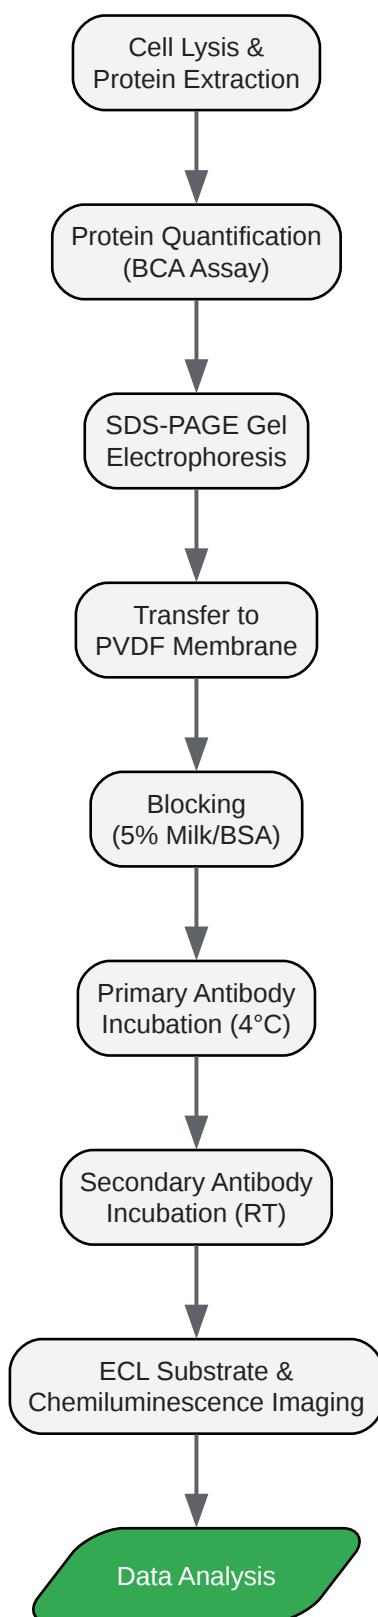 Cell Lysis &
Protein Extraction
Protein Quantification
(BCA Assay)
SDS-PAGE Gel
Electrophoresis
Transfer to
PVDF Membrane
Blocking
(5% Milk/BSA)
Primary Antibody
Incubation (4°C)
Secondary Antibody
Incubation (RT)
ECL Substrate &
Chemiluminescence Imaging
Data Analysis